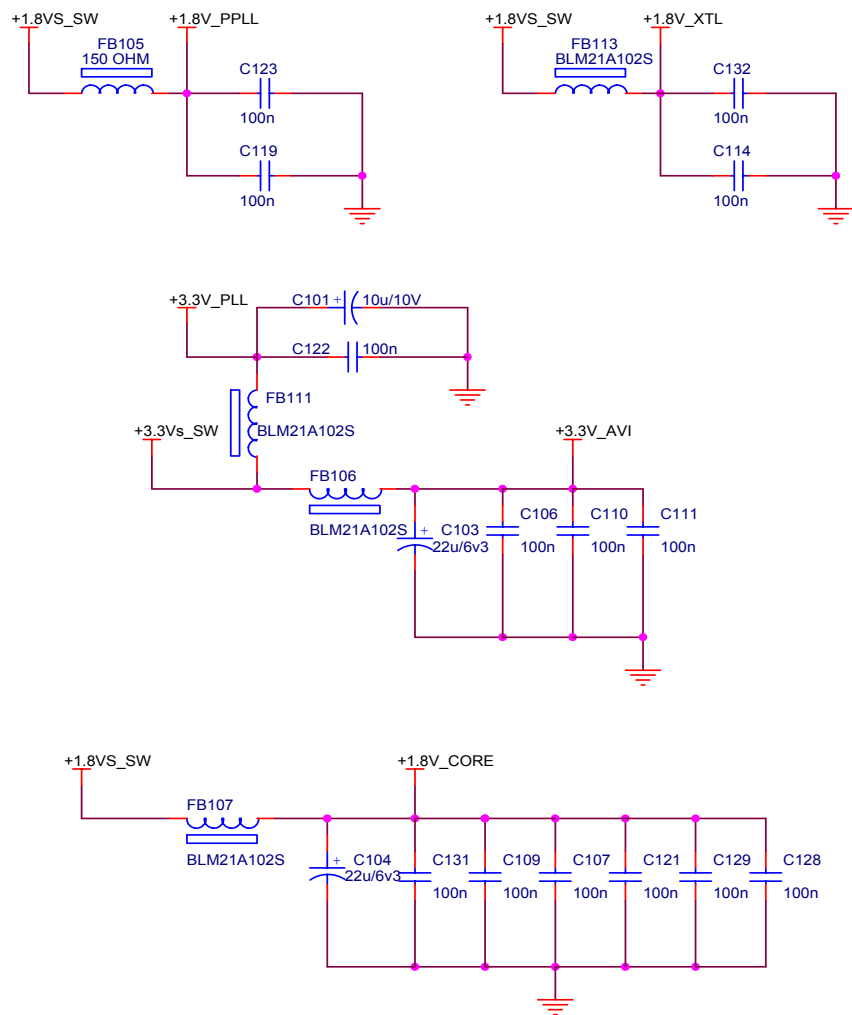 +1.8VS_SW
+1.8V_PPLL
FB105
150 OHM
C123
100n
C119
100n
+1.8VS_SW
+1.8V_XTL
FB113
BLM21A102S
C132
100n
C114
100n
+3.3V_PLL
C101
+
10u/10V
C122
100n
FB111
BLM21A102S
+3.3Vs_SW
FB106
BLM21A102S
+3.3V_AVI
+
C103
22u/6v3
C106
100n
C110
100n
C111
100n
+1.8VS_SW
+1.8V_CORE
FB107
BLM21A102S
+
C104
22u/6v3
C131
100n
C109
100n
C107
100n
C121
100n
C129
100n
C128
100n